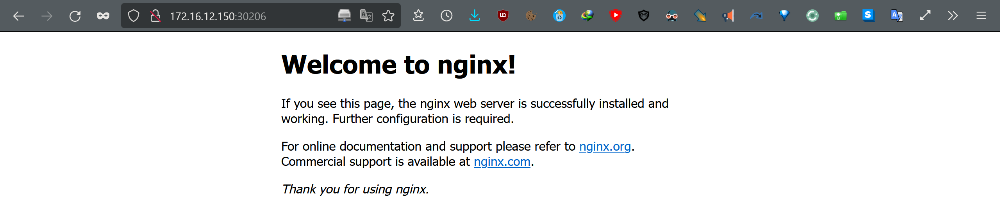 172.16.12.150:30206
Welcome to nginx!
If you see this page, the nginx web server is successfully installed and
working. Further configuration is required.
For online documentation and support please refer to nginx.org.
Commercial support is available at nginx.com.
Thank you for using nginx.